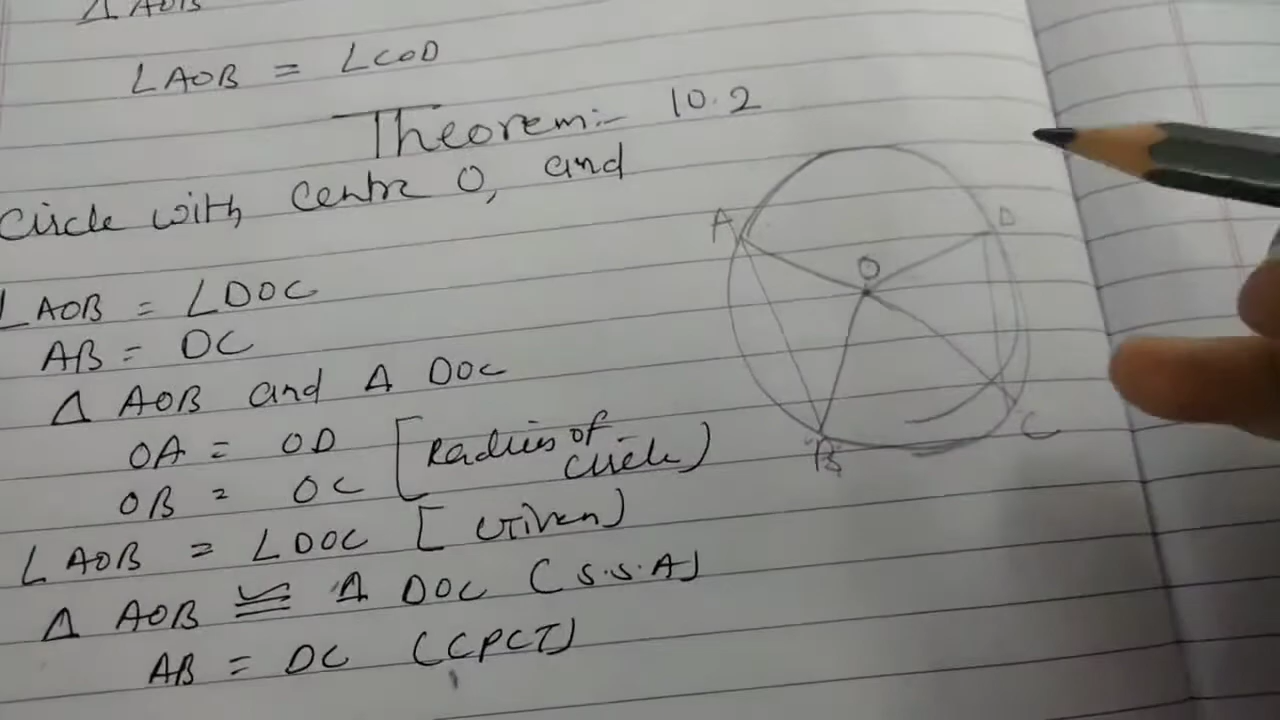 Δ AOB
∠AOB = ∠COD
Theorem:- 10.2
Circle with Centre O, and
∠AOB = ∠DOC
AB = DC
Δ AOB and Δ DOC
OA = OD
OB = OC [Radius of circle)
∠AOB = ∠DOC [Given)
Δ AOB ≅ Δ DOC (S.S.A)
AB = DC (CPCT)
A
D
O
B
C